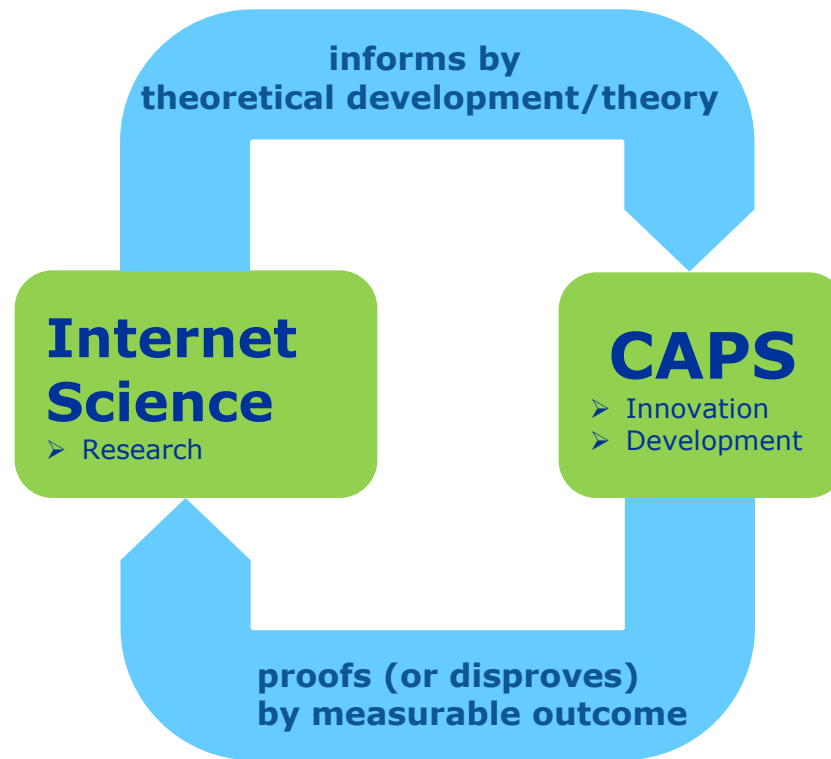 informs by
theoretical development/theory
Internet
Science
➢ Research
CAPS
➢ Innovation
➢ Development
proofs (or disproves)
by measurable outcome